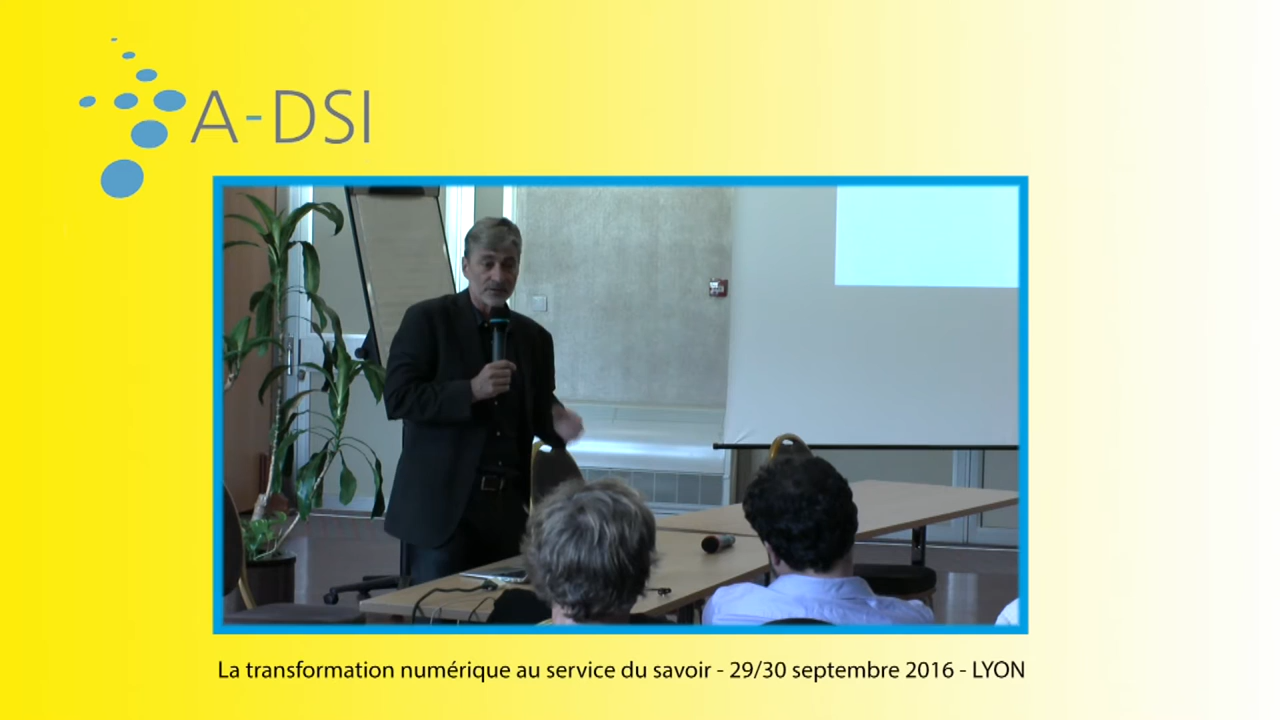 A-DSI
La transformation numérique au service du savoir - 29/30 septembre 2016 - LYON